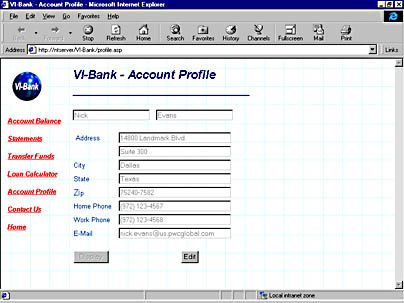 VI-Bank - Account Profile - Microsoft Internet Explorer
File Edit View Go Favorites Help
Back Forward Stop Refresh Home Search Favorites History Channels Fullscreen Mail Print
Address http://ntserver/VI-Bank/profile.asp Links
VI-Bank
VI-Bank - Account Profile
Nick Evans
Account Balance
Statements
Transfer Funds
Loan Calculator
Account Profile
Contact Us
Home
Address 14800 Landmark Blvd.
Suite 300
City Dallas
State Texas
Zip 75240-7582
Home Phone (972) 123-4567
Work Phone (972) 123-4568
E-Mail nick.evans@us.pwcglobal.com
Display Edit
Local intranet zone